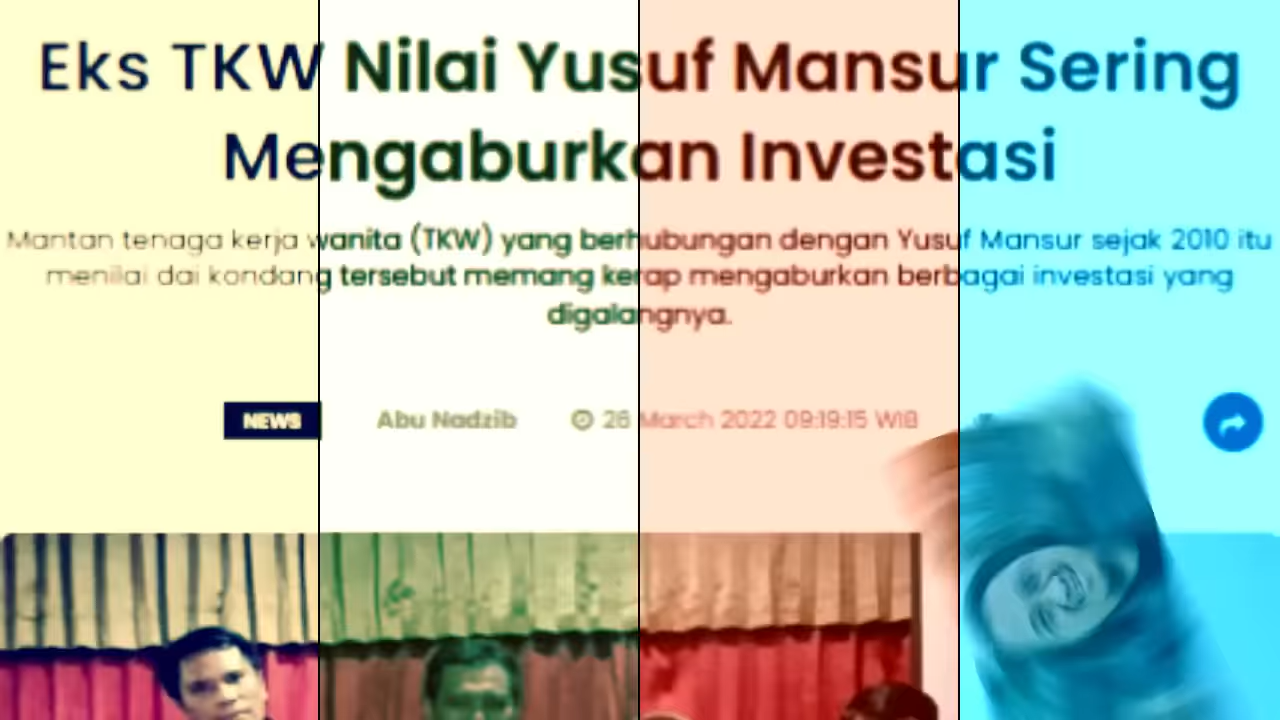 Eks TKW Nilai Yusuf Mansur Sering
Mengaburkan Investasi
Mantan tenaga kerja wanita (TKW) yang berhubungan dengan Yusuf Mansur sejak 2010 itu
menilai dai kondang tersebut memang kerap mengaburkan berbagai investasi yang
digalangnya.
NEWS Abu Nadzib 26 March 2022 09:19:15 WIB